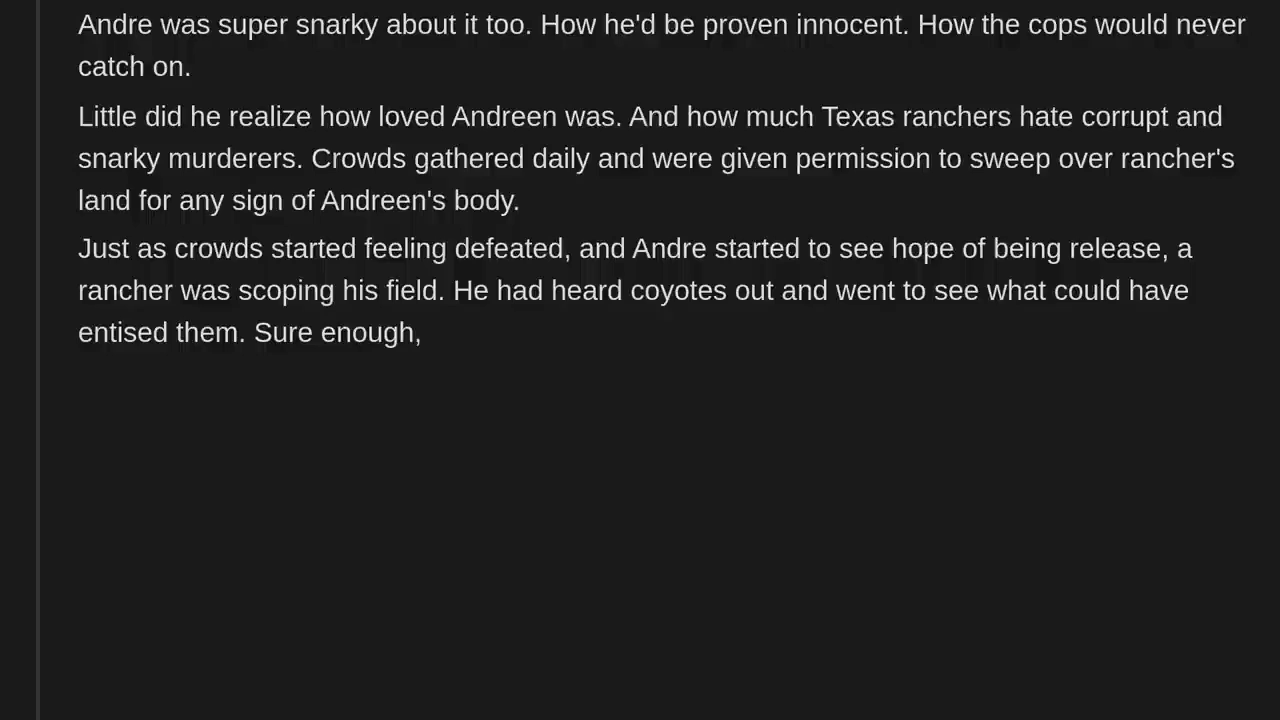 Andre was super snarky about it too. How he'd be proven innocent. How the cops would never
catch on.
Little did he realize how loved Andreen was. And how much Texas ranchers hate corrupt and
snarky murderers. Crowds gathered daily and were given permission to sweep over rancher's
land for any sign of Andreen's body.
Just as crowds started feeling defeated, and Andre started to see hope of being release, a
rancher was scoping his field. He had heard coyotes out and went to see what could have
entised them. Sure enough,